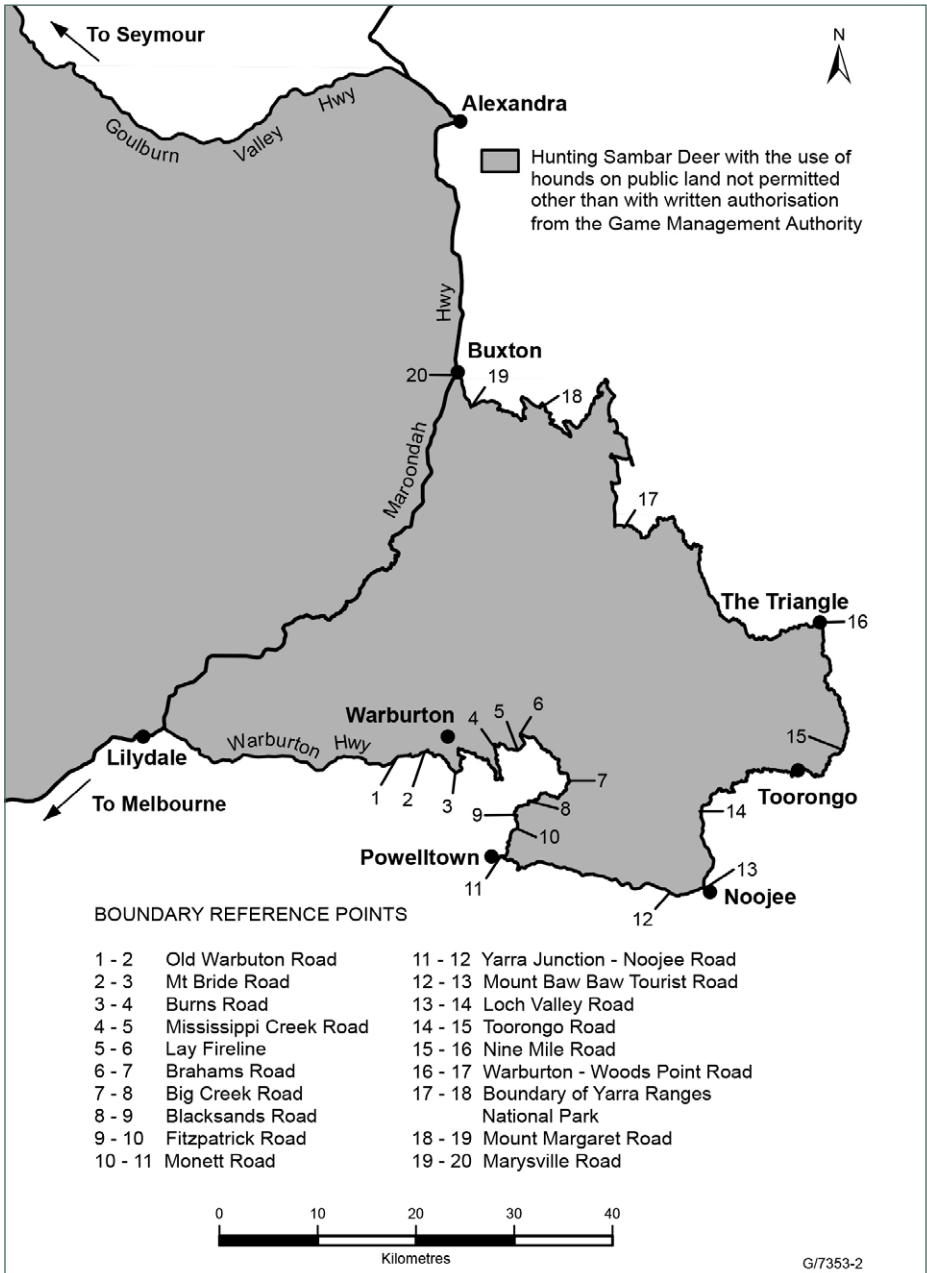 To Seymour
N
Goulburn Valley Hwy
Alexandra
Hunting Sambar Deer with the use of
hounds on public land not permitted
other than with written authorisation
from the Game Management Authority
Hwy
Buxton
20
19
18
Maroondah
17
The Triangle
16
Warburton
4
5
6
15
Lilydale
Warburton Hwy
To Melbourne
1
2
3
7
8
Toorongo
9
14
10
Powelltown
11
13
12
Noojee
BOUNDARY REFERENCE POINTS
1 - 2 Old Warbuton Road
2 - 3 Mt Bride Road
3 - 4 Burns Road
4 - 5 Mississippi Creek Road
5 - 6 Lay Fireline
6 - 7 Brahams Road
7 - 8 Big Creek Road
8 - 9 Blacksands Road
9 - 10 Fitzpatrick Road
10 - 11 Monett Road
11 - 12 Yarra Junction - Noojee Road
12 - 13 Mount Baw Baw Tourist Road
13 - 14 Loch Valley Road
14 - 15 Toorongo Road
15 - 16 Nine Mile Road
16 - 17 Warburton - Woods Point Road
17 - 18 Boundary of Yarra Ranges
National Park
18 - 19 Mount Margaret Road
19 - 20 Marysville Road
0 10 20 30 40
Kilometres
G/7353-2